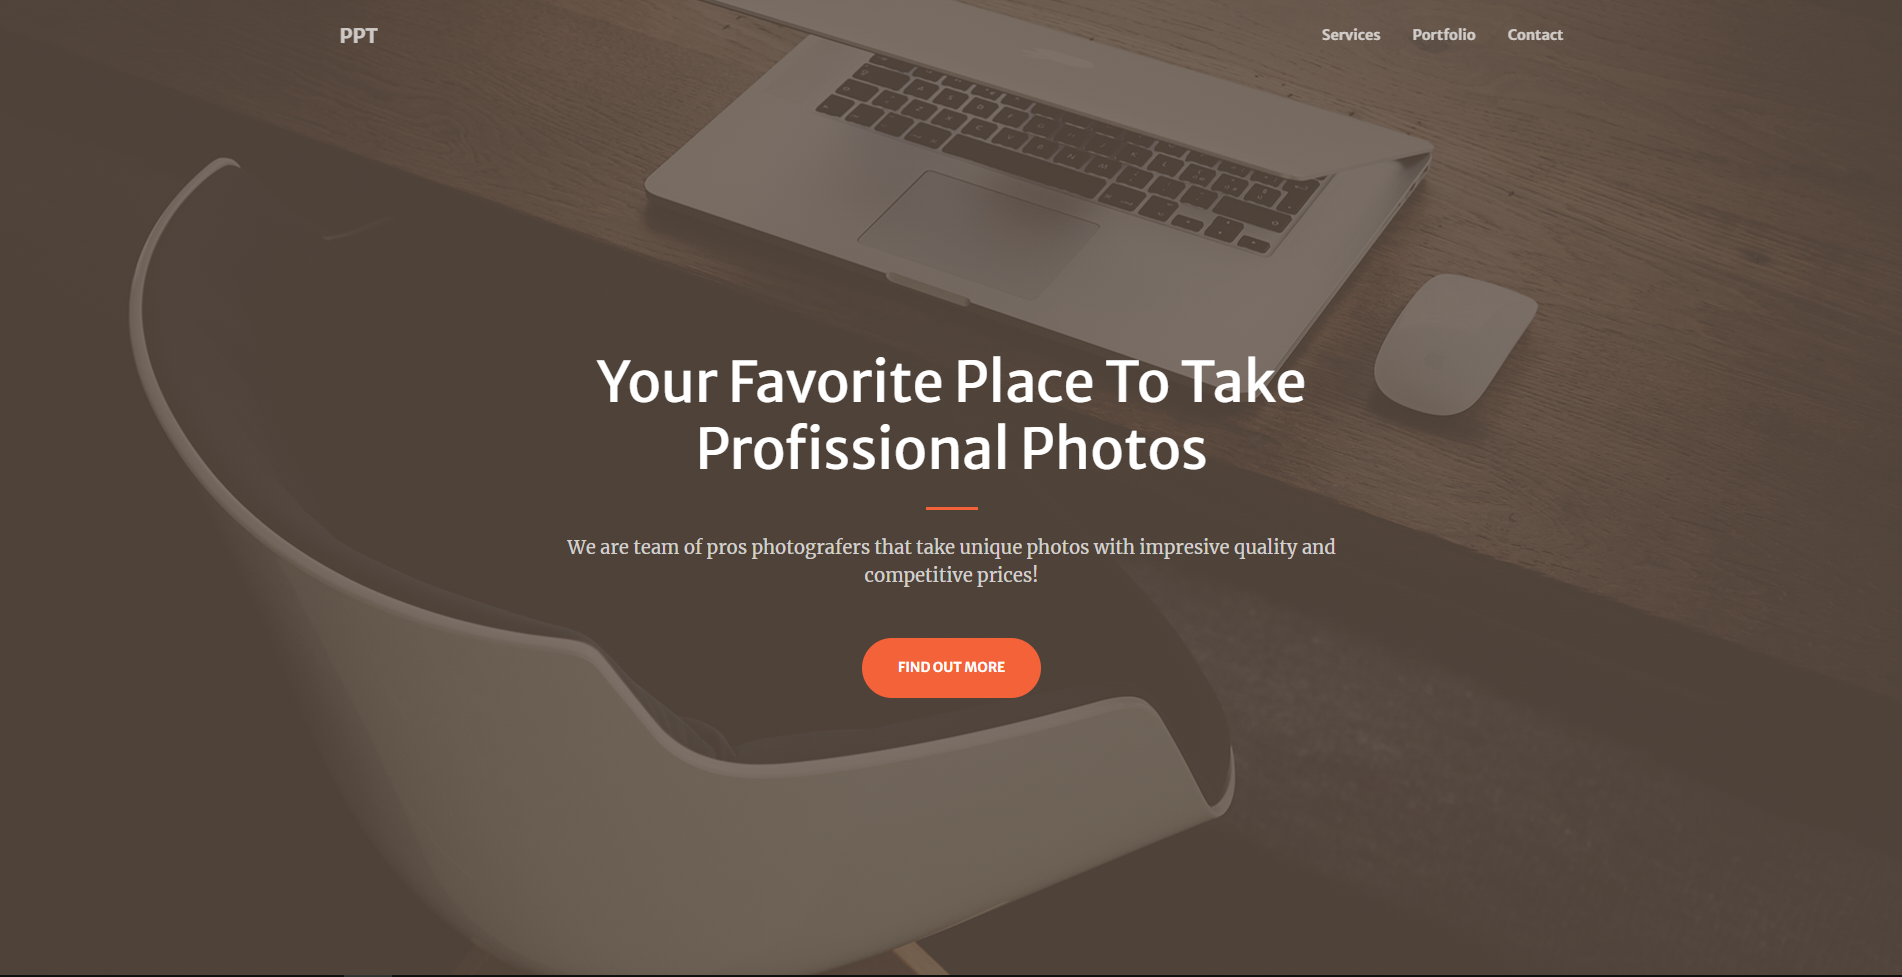 PPT
Services Portfolio Contact
Your Favorite Place To Take
Profissional Photos
We are team of pros photografers that take unique photos with impresive quality and
competitive prices!
FIND OUT MORE